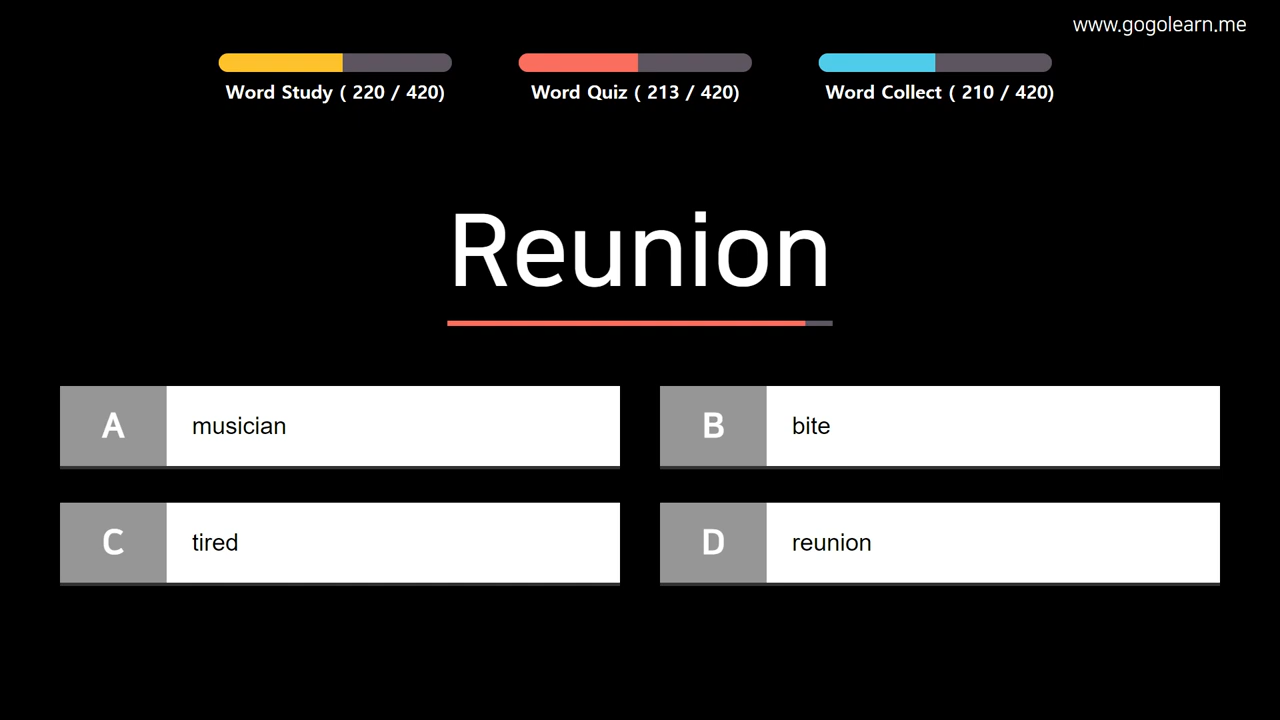 www.gogolearn.me
Word Study ( 220 / 420)
Word Quiz ( 213 / 420)
Word Collect ( 210 / 420)
Reunion
A musician
B bite
C tired
D reunion